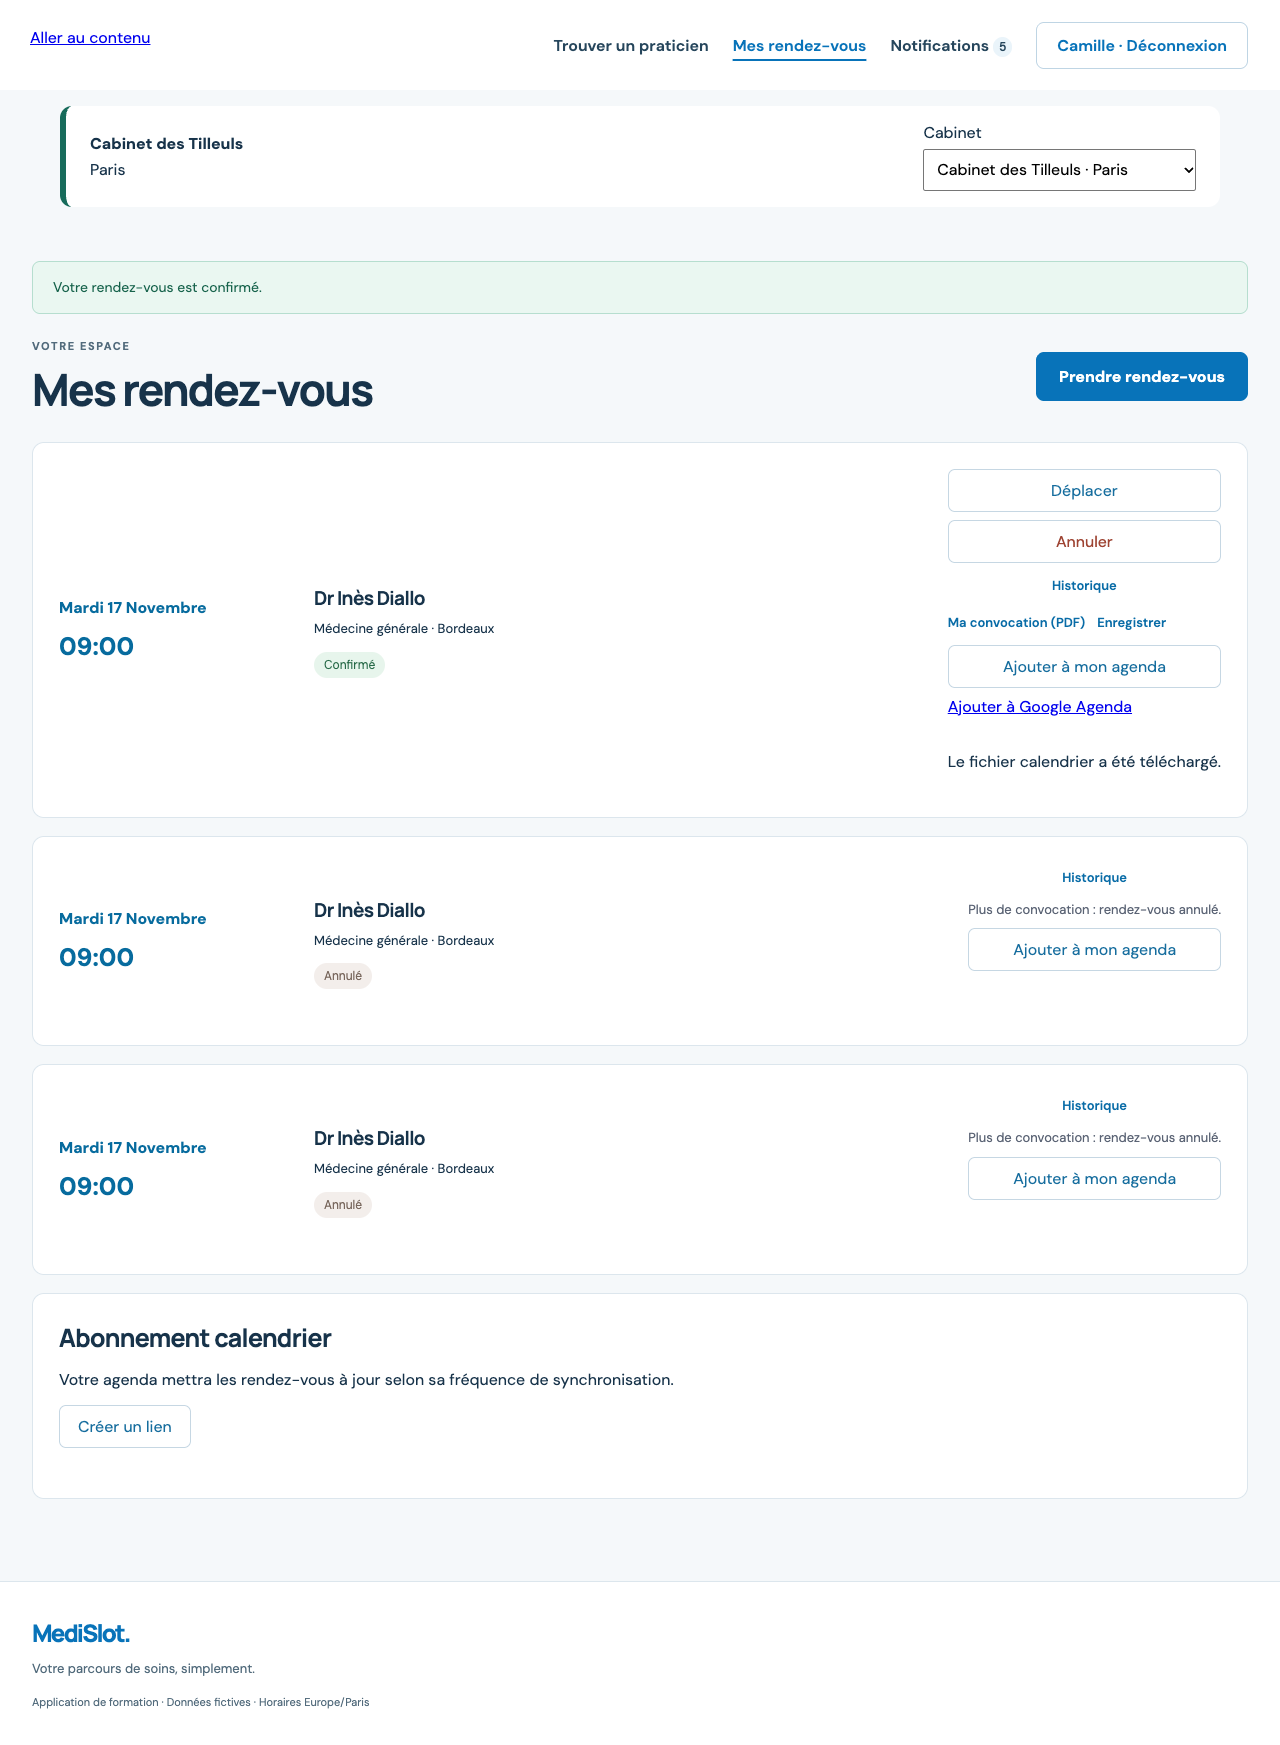 Aller au contenu
Trouver un praticien
Mes rendez-vous
Notifications 5
Camille · Déconnexion
Cabinet des Tilleuls
Paris
Cabinet
Cabinet des Tilleuls · Paris
Votre rendez-vous est confirmé.
VOTRE ESPACE
Mes rendez-vous
Prendre rendez-vous
Mardi 17 Novembre
09:00
Dr Inès Diallo
Médecine générale · Bordeaux
Confirmé
Déplacer
Annuler
Historique
Ma convocation (PDF) Enregistrer
Ajouter à mon agenda
Ajouter à Google Agenda
Le fichier calendrier a été téléchargé.
Mardi 17 Novembre
09:00
Dr Inès Diallo
Médecine générale · Bordeaux
Annulé
Historique
Plus de convocation : rendez-vous annulé.
Ajouter à mon agenda
Mardi 17 Novembre
09:00
Dr Inès Diallo
Médecine générale · Bordeaux
Annulé
Historique
Plus de convocation : rendez-vous annulé.
Ajouter à mon agenda
Abonnement calendrier
Votre agenda mettra les rendez-vous à jour selon sa fréquence de synchronisation.
Créer un lien
MediSlot.
Votre parcours de soins, simplement.
Application de formation · Données fictives · Horaires Europe/Paris